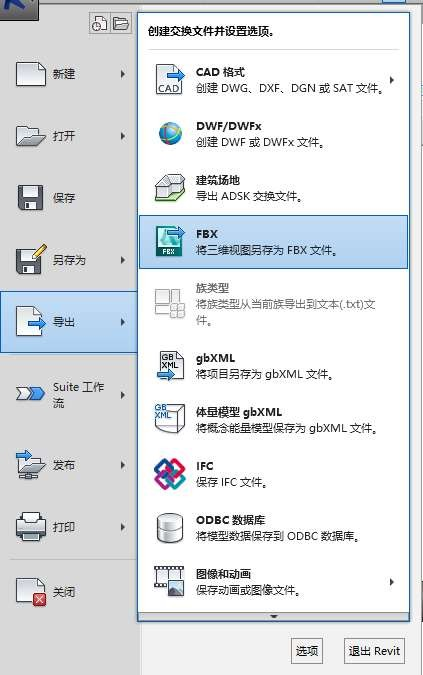 创建交换文件并设置选项。
新建
打开
保存
另存为
导出
Suite 工作
流
发布
打印
关闭
CAD
CAD 格式
创建 DWG、DXF、DGN 或 SAT 文件。
DWF/DWFx
创建 DWF 或 DWFx 文件。
建筑场地
导出 ADSK 交换文件。
FBX
FBX
将三维视图另存为 FBX 文件。
族类型
将族类型从当前族导出到文本(.txt)文
件。
GBG
XML
gbXML
将项目另存为 gbXML 文件。
GBG
XML
体量模型 gbXML
将概念能量模型保存为 gbXML 文件。
IFC
保存 IFC 文件。
ODBC 数据库
将模型数据保存到 ODBC 数据库。
图像和动画
保存动画或图像文件。
选项
退出 Revit